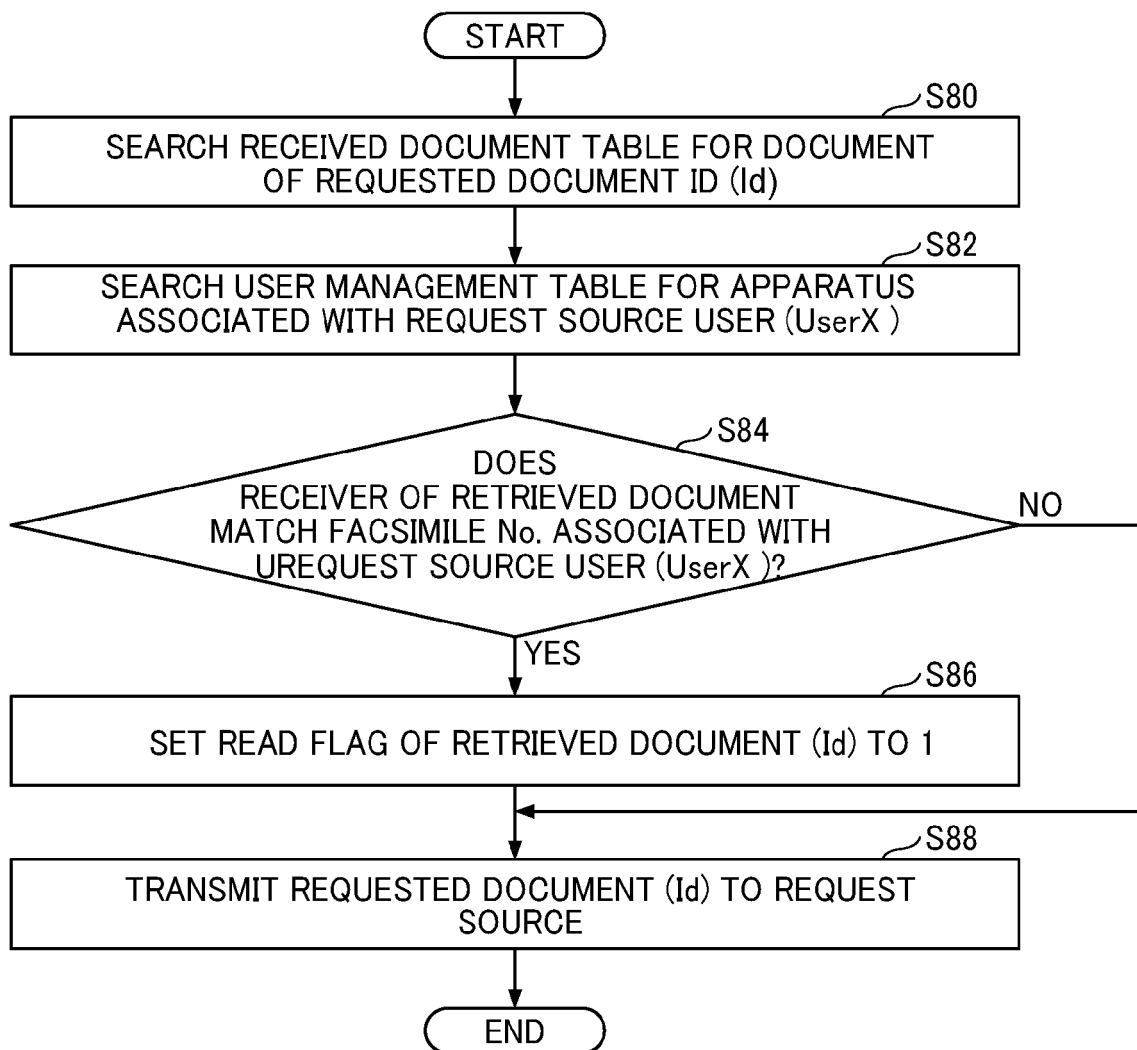 START
S80
SEARCH RECEIVED DOCUMENT TABLE FOR DOCUMENT
OF REQUESTED DOCUMENT ID (Id)
S82
SEARCH USER MANAGEMENT TABLE FOR APPARATUS
ASSOCIATED WITH REQUEST SOURCE USER (UserX )
S84
DOES
RECEIVER OF RETRIEVED DOCUMENT
MATCH FACSIMILE No. ASSOCIATED WITH
UREQUEST SOURCE USER (UserX )?
NO
YES
S86
SET READ FLAG OF RETRIEVED DOCUMENT (Id) TO 1
S88
TRANSMIT REQUESTED DOCUMENT (Id) TO REQUEST
SOURCE
END